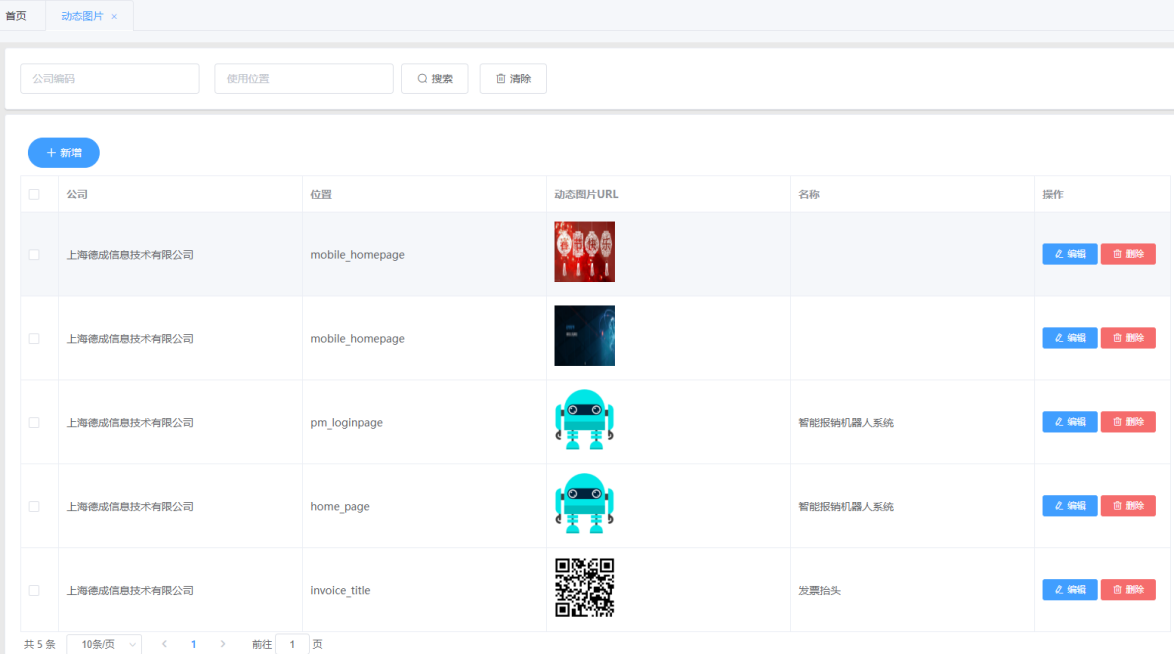 首页 动态图片 ×
公司编码 使用位置 搜索 清除
+ 新增
公司 位置 动态图片URL 名称 操作
上海德成信息技术有限公司 mobile_homepage 春节快乐 编辑 删除
上海德成信息技术有限公司 mobile_homepage 编辑 删除
上海德成信息技术有限公司 pm_loginpage 智能报销机器人系统 编辑 删除
上海德成信息技术有限公司 home_page 智能报销机器人系统 编辑 删除
上海德成信息技术有限公司 invoice_title 发票抬头 编辑 删除
共 5 条 10条/页 1 前往 1 页